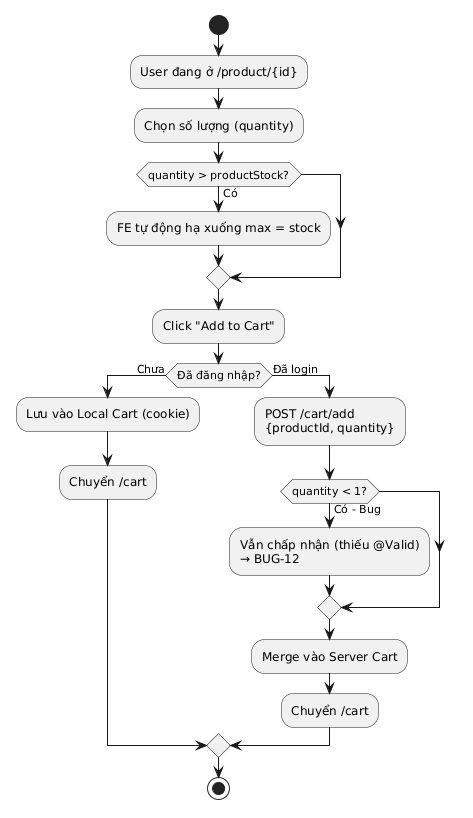 User đang ở /product/{id}
Chọn số lượng (quantity)
quantity > productStock?
Có
FE tự động hạ xuống max = stock
Click "Add to Cart"
Chưa
Đã đăng nhập?
Đã login
Lưu vào Local Cart (cookie)
Chuyển /cart
POST /cart/add
{productId, quantity}
quantity < 1?
Có - Bug
Vẫn chấp nhận (thiếu @Valid)
→ BUG-12
Merge vào Server Cart
Chuyển /cart